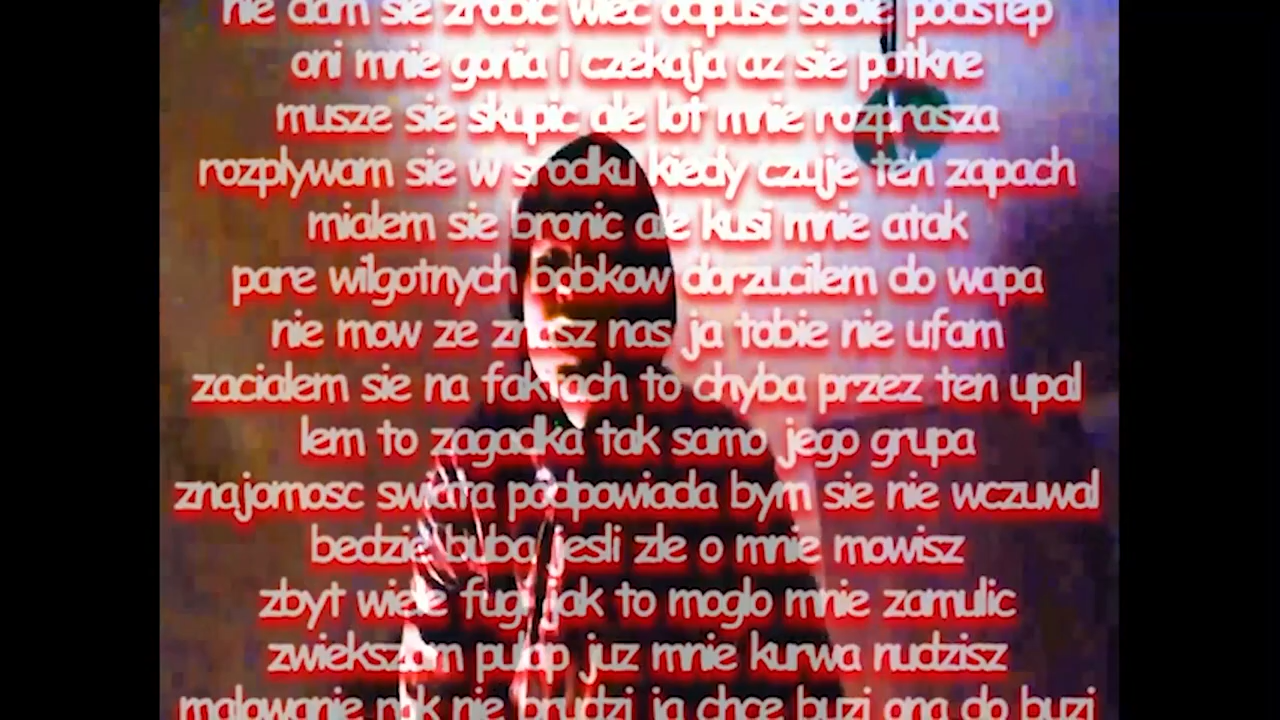 nie dam sie zrobic wiec odpusc sobie podstep
oni mnie gonia i czekaja az sie potkne
musze sie skupic ale lot mnie rozprasza
rozplywam sie w srodku kiedy czuje ten zapach
mialem sie bronic ale kusi mnie atak
pare wilgotnych bobkow dorzucilem do wapa
nie mow ze znasz nas ja tobie nie ufam
zacialem sie na faktach to chyba przez ten upal
lem to zagadka tak samo jego grupa
znajomosc swiata podpowiada bym sie nie wczuwal
bedzie buba jesli zle o mnie mowisz
zbyt wiele fugi jak to moglo mnie zamulic
zwiekszam pulap juz mnie kurwa nudzisz
malowanie rak nie brudzi ja chce buzi ona do buzi